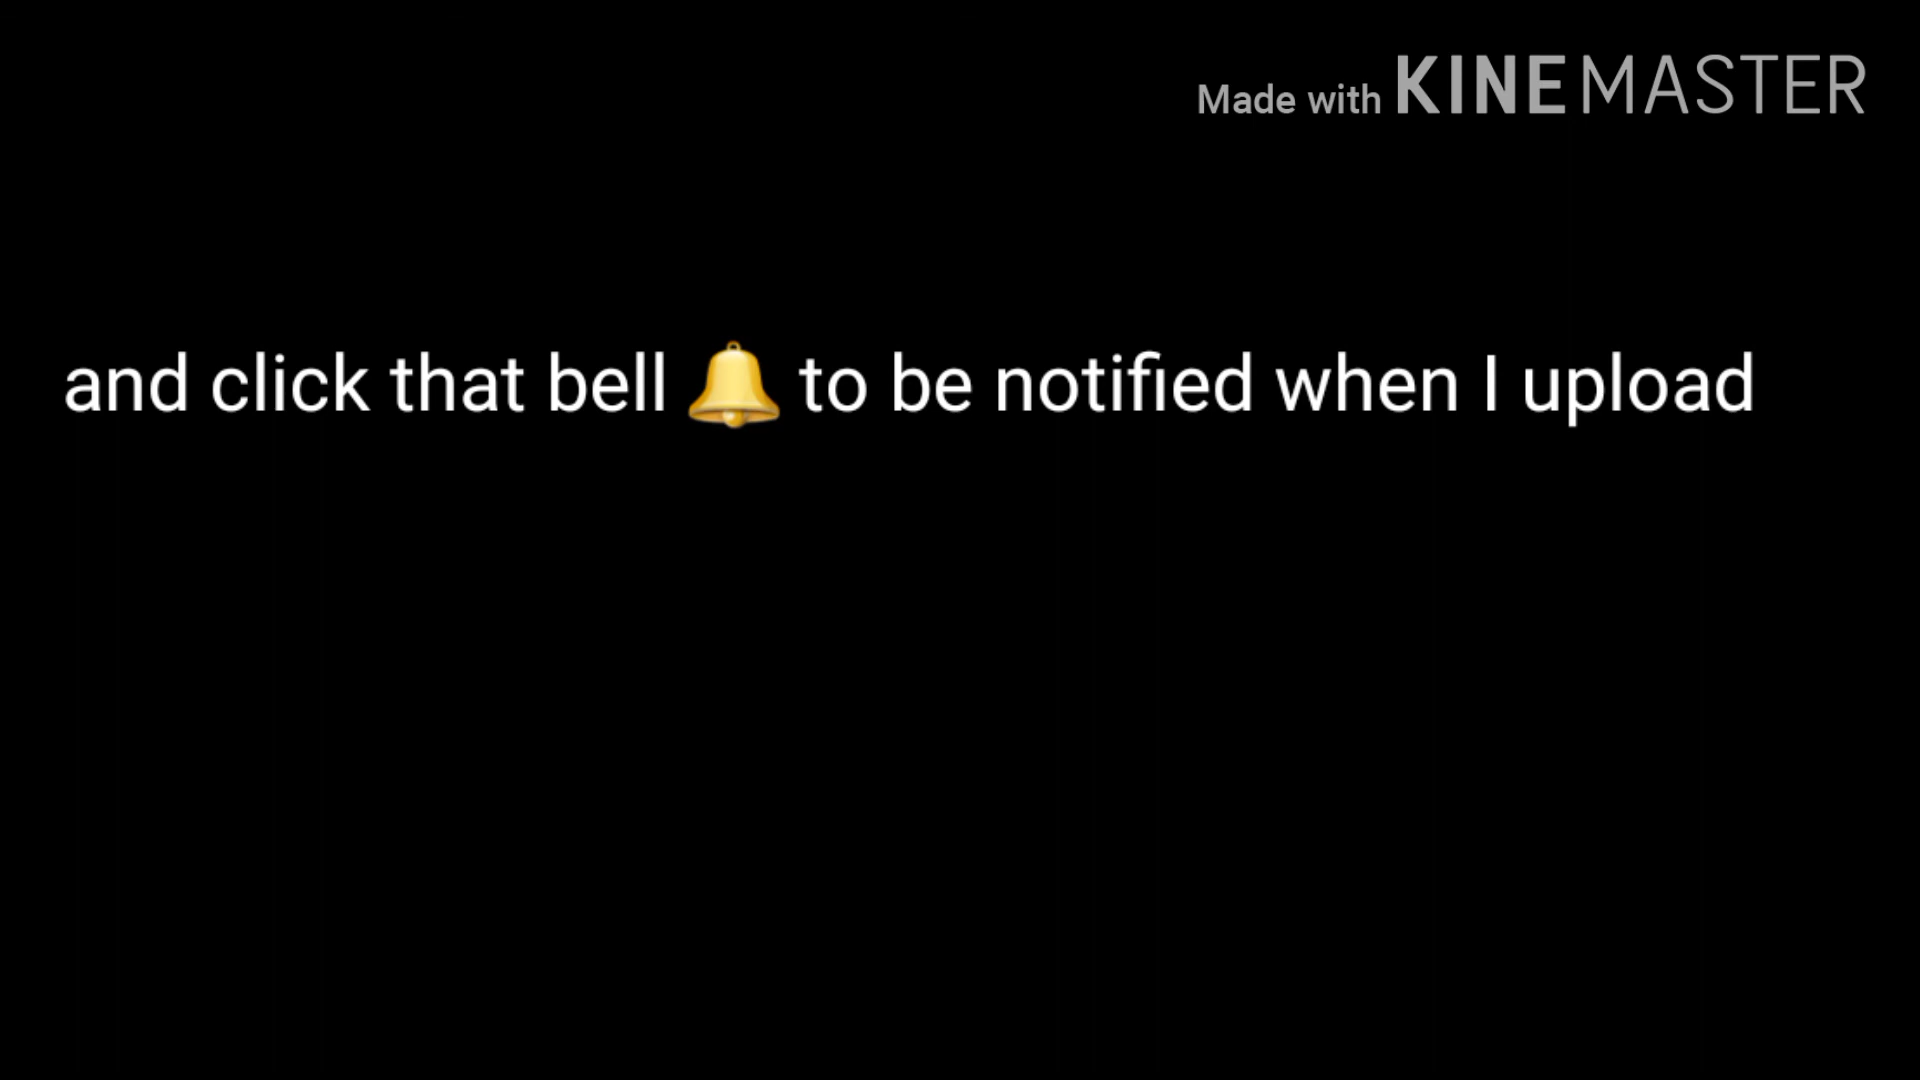 Made with KINEMASTER
and click that bell 🔔 to be notified when I upload